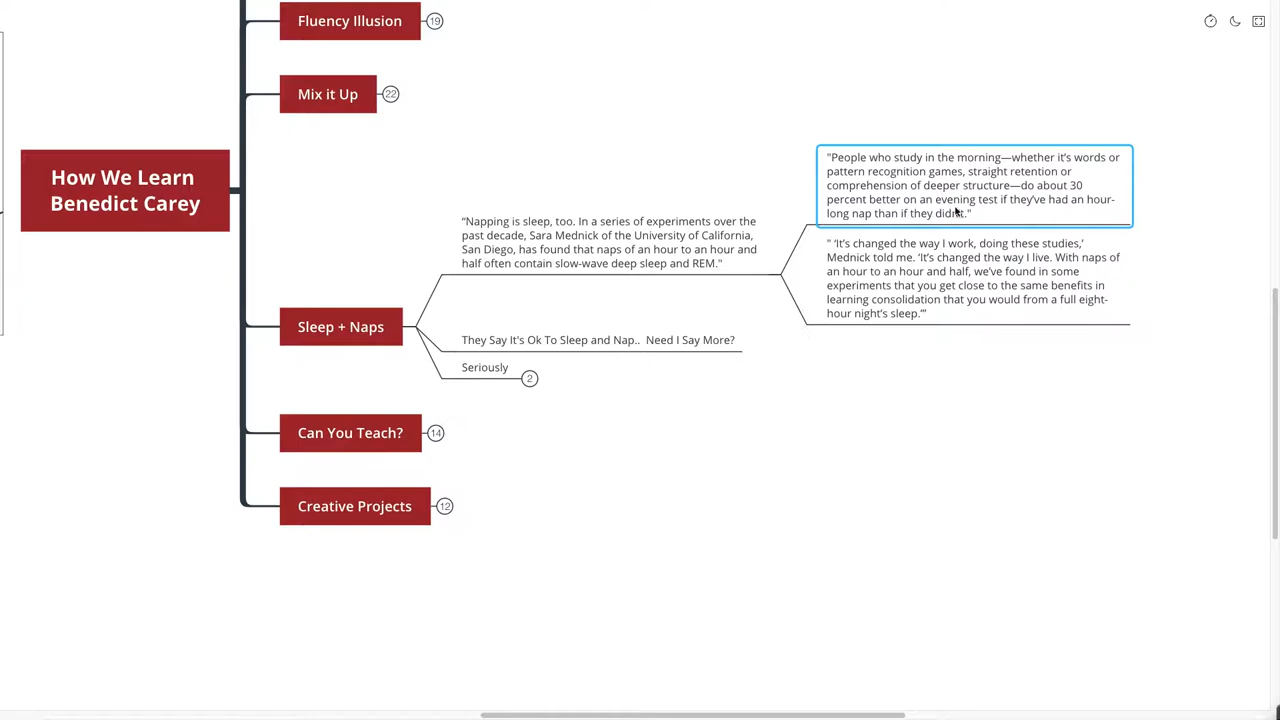 Fluency Illusion
19
Mix it Up
22
How We Learn
Benedict Carey
"People who study in the morning—whether it's words or
pattern recognition games, straight retention or
comprehension of deeper structure—do about 30
percent better on an evening test if they've had an hour-
long nap than if they didn't."
"Napping is sleep, too. In a series of experiments over the
past decade, Sara Mednick of the University of California,
San Diego, has found that naps of an hour to an hour and
half often contain slow-wave deep sleep and REM."
" 'It's changed the way I work, doing these studies,'
Mednick told me. 'It's changed the way I live. With naps of
an hour to an hour and half, we've found in some
experiments that you get close to the same benefits in
learning consolidation that you would from a full eight-
hour night's sleep.'"
Sleep + Naps
They Say It's Ok To Sleep and Nap.. Need I Say More?
Seriously
2
Can You Teach?
14
Creative Projects
12